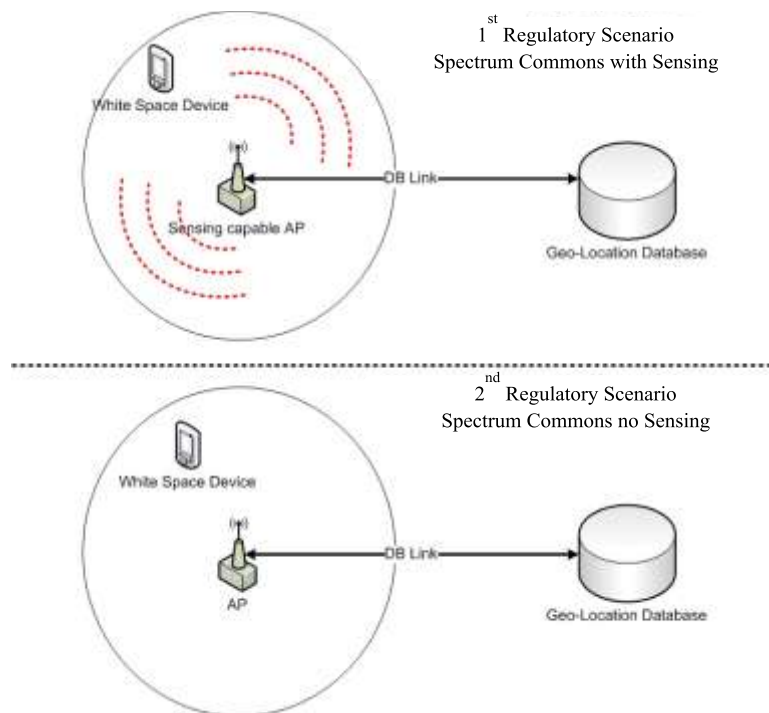 1st Regulatory Scenario
Spectrum Commons with Sensing
White Space Device
DB Link
Sensing capable AP
Geo-Location Database
2nd Regulatory Scenario
Spectrum Commons no Sensing
White Space Device
DB Link
AP
Geo-Location Database